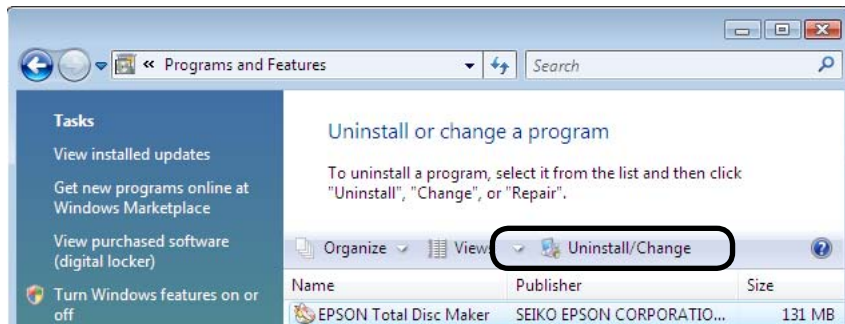 « Programs and Features
Search
Tasks
View installed updates
Get new programs online at
Windows Marketplace
View purchased software
(digital locker)
Turn Windows features on or
off
Uninstall or change a program
To uninstall a program, select it from the list and then click
"Uninstall", "Change", or "Repair".
Organize Views Uninstall/Change
Name Publisher Size
EPSON Total Disc Maker SEIKO EPSON CORPORATIO... 131 MB